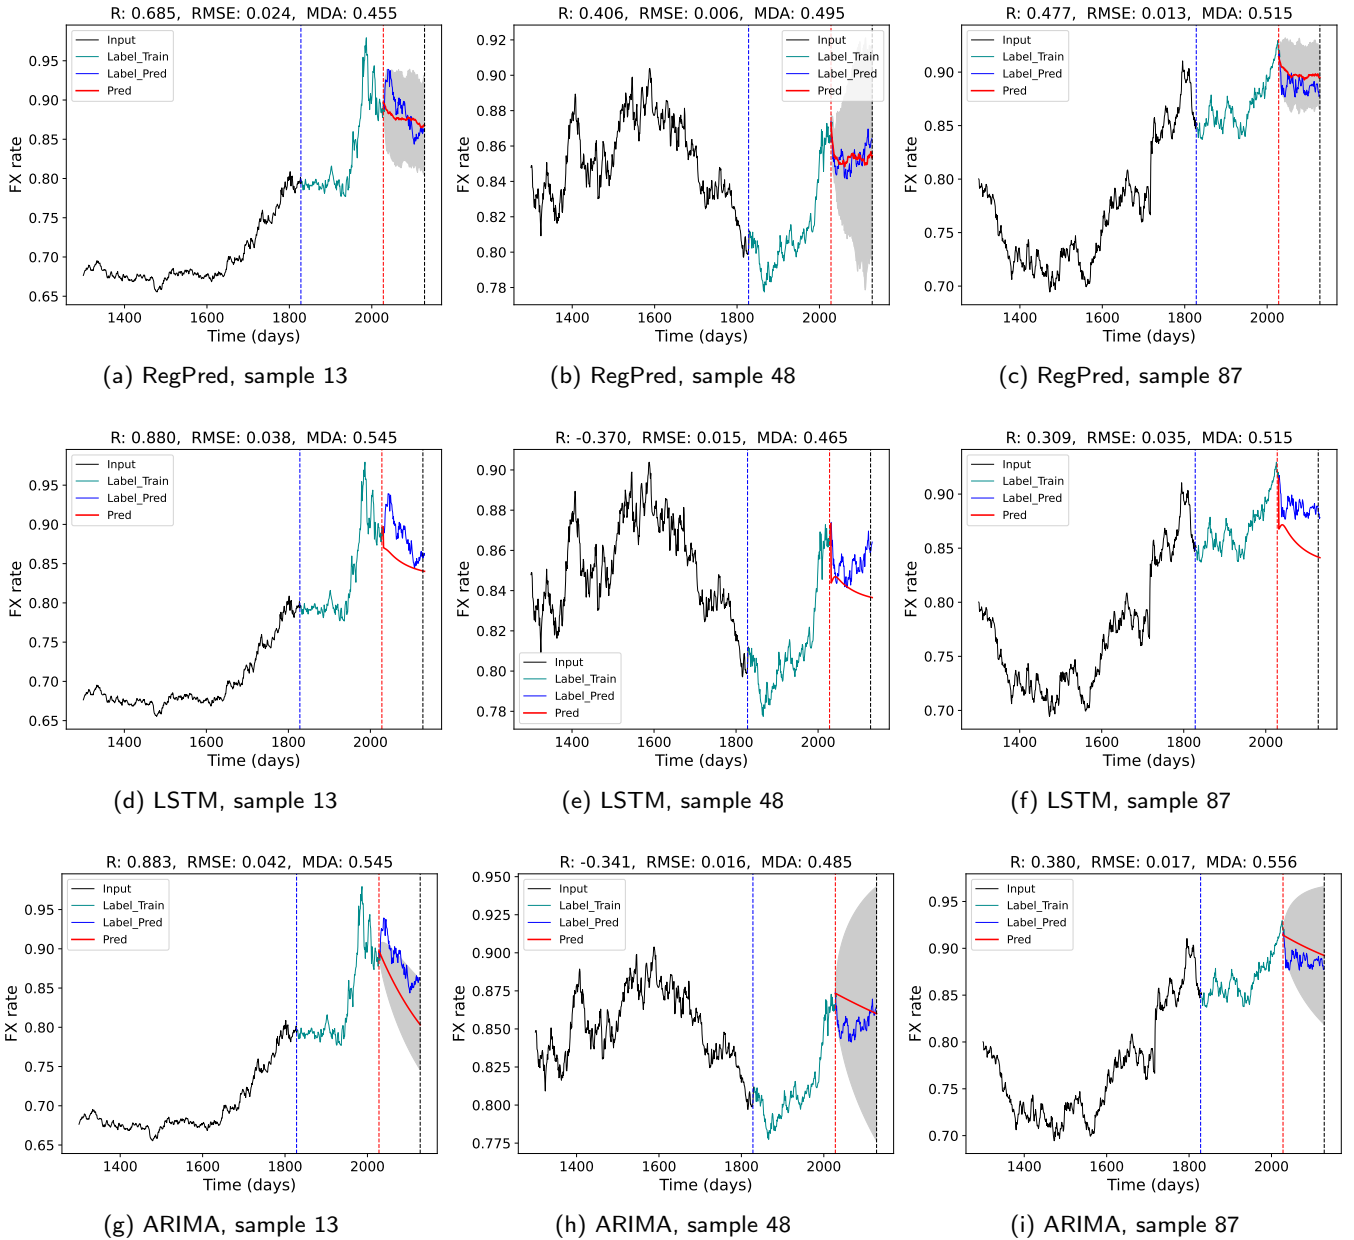 R: 0.685, RMSE: 0.024, MDA: 0.455
FX rate
0.95
0.90
0.85
0.80
0.75
0.70
0.65
Input
Label_Train
Label_Pred
Pred
1400 1600 1800 2000
Time (days)
(a) RegPred, sample 13
R: 0.406, RMSE: 0.006, MDA: 0.495
FX rate
0.92
0.90
0.88
0.86
0.84
0.82
0.80
0.78
Input
Label_Train
Label_Pred
Pred
1400 1600 1800 2000
Time (days)
(b) RegPred, sample 48
R: 0.477, RMSE: 0.013, MDA: 0.515
FX rate
0.90
0.85
0.80
0.75
0.70
Input
Label_Train
Label_Pred
Pred
1400 1600 1800 2000
Time (days)
(c) RegPred, sample 87
R: 0.880, RMSE: 0.038, MDA: 0.545
FX rate
0.95
0.90
0.85
0.80
0.75
0.70
0.65
Input
Label_Train
Label_Pred
Pred
1400 1600 1800 2000
Time (days)
(d) LSTM, sample 13
R: -0.370, RMSE: 0.015, MDA: 0.465
FX rate
0.90
0.88
0.86
0.84
0.82
0.80
0.78
Input
Label_Train
Label_Pred
Pred
1400 1600 1800 2000
Time (days)
(e) LSTM, sample 48
R: 0.309, RMSE: 0.035, MDA: 0.515
FX rate
0.90
0.85
0.80
0.75
0.70
Input
Label_Train
Label_Pred
Pred
1400 1600 1800 2000
Time (days)
(f) LSTM, sample 87
R: 0.883, RMSE: 0.042, MDA: 0.545
FX rate
0.95
0.90
0.85
0.80
0.75
0.70
0.65
Input
Label_Train
Label_Pred
Pred
1400 1600 1800 2000
Time (days)
(g) ARIMA, sample 13
R: -0.341, RMSE: 0.016, MDA: 0.485
FX rate
0.950
0.925
0.900
0.875
0.850
0.825
0.800
0.775
Input
Label_Train
Label_Pred
Pred
1400 1600 1800 2000
Time (days)
(h) ARIMA, sample 48
R: 0.380, RMSE: 0.017, MDA: 0.556
FX rate
0.95
0.90
0.85
0.80
0.75
0.70
Input
Label_Train
Label_Pred
Pred
1400 1600 1800 2000
Time (days)
(i) ARIMA, sample 87